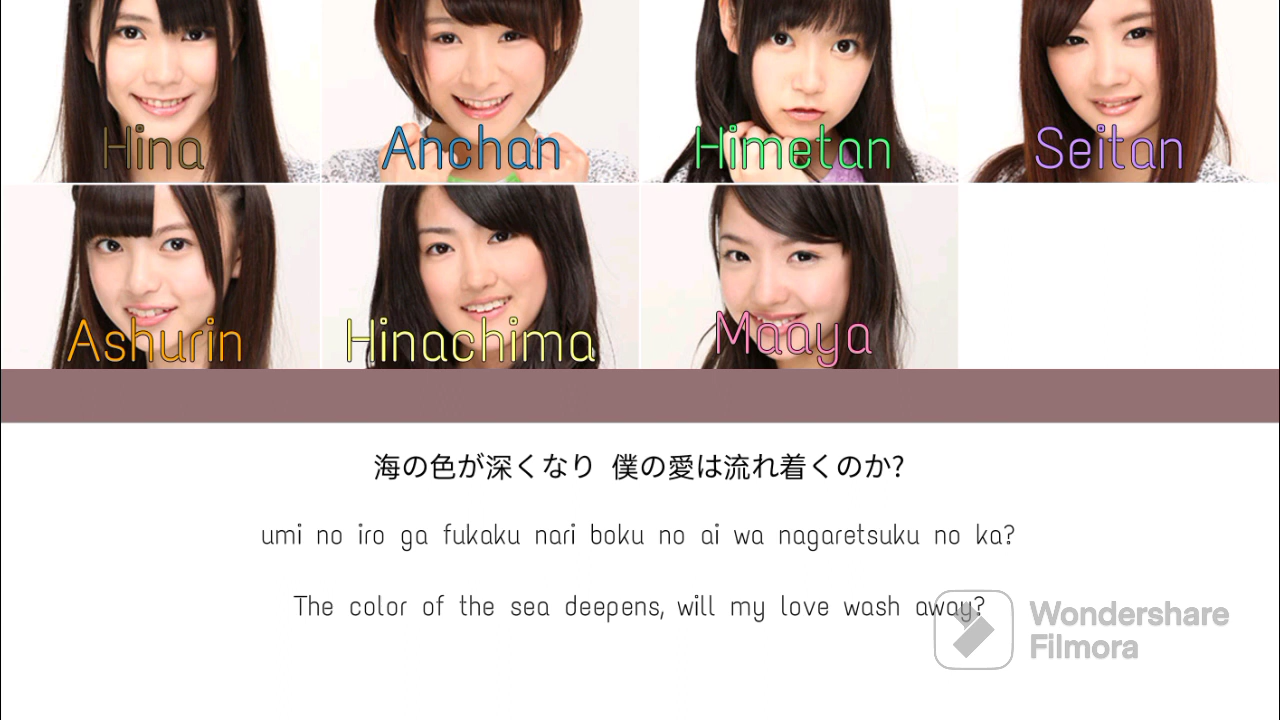 Hina
Anchan
Himetan
Seitan
Ashurin
Hinachima
Maaya
海の色が深くなり 僕の愛は流れ着くのか?
umi no iro ga fukaku nari boku no ai wa nagaretsuku no ka?
The color of the sea deepens, will my love wash away?
Wondershare
Filmora